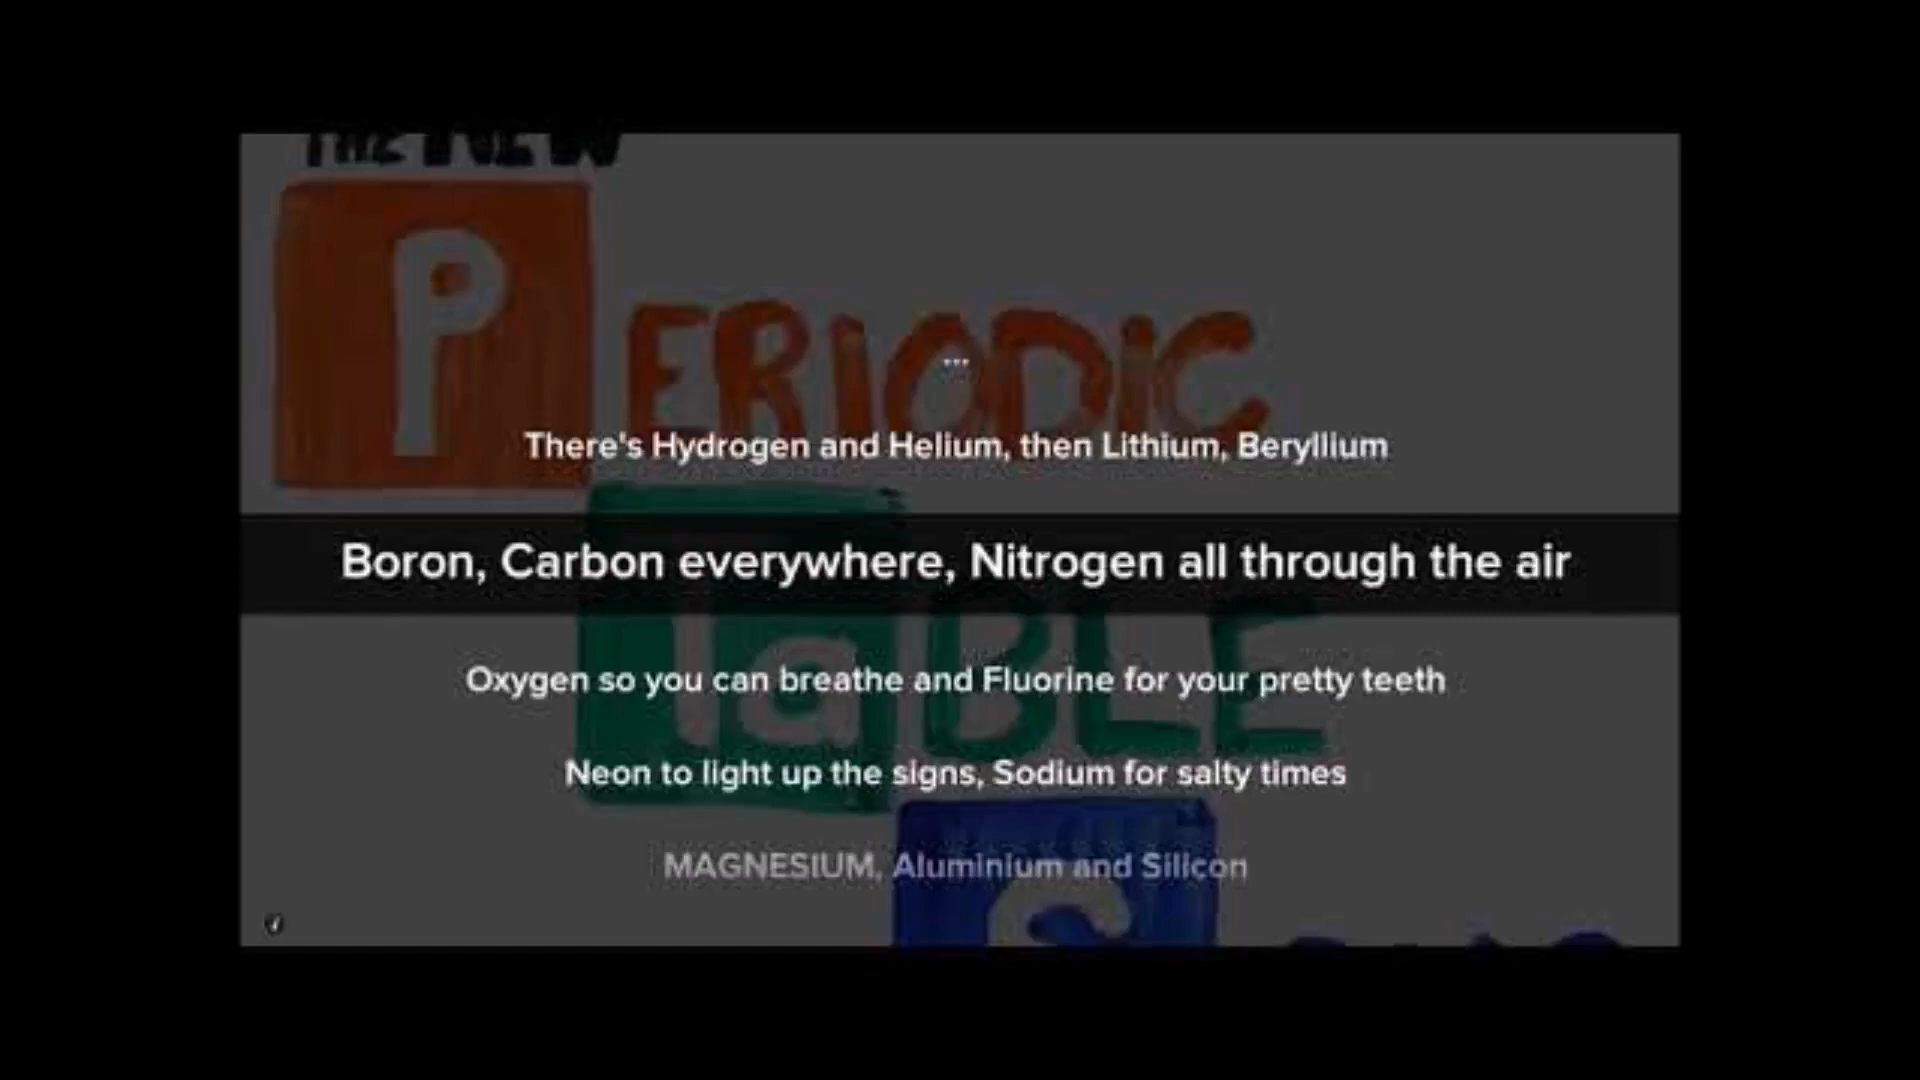 THE NEW
PERIODIC
...
There's Hydrogen and Helium, then Lithium, Beryllium
Boron, Carbon everywhere, Nitrogen all through the air
TaBLE
Oxygen so you can breathe and Fluorine for your pretty teeth
Neon to light up the signs, Sodium for salty times
MAGNESIUM, Aluminium and Silicon
i